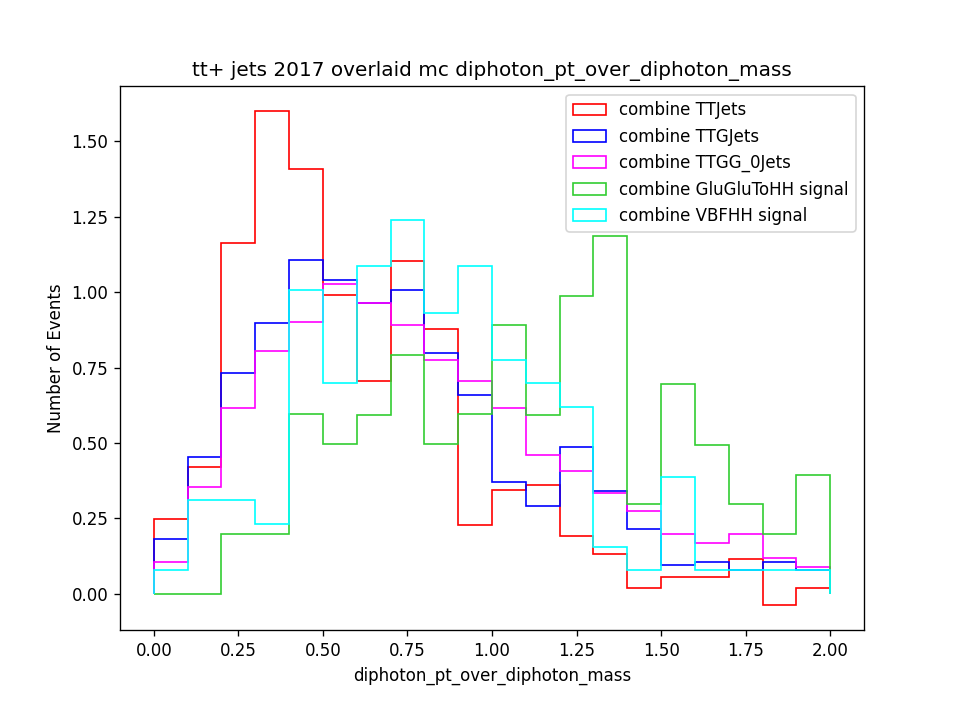 tt+ jets 2017 overlaid mc diphoton_pt_over_diphoton_mass
combine TTJets
combine TTGJets
combine TTGG_0Jets
combine GluGluToHH signal
combine VBFHH signal
1.50
1.25
1.00
0.75
0.50
0.25
0.00
Number of Events
0.00 0.25 0.50 0.75 1.00 1.25 1.50 1.75 2.00
diphoton_pt_over_diphoton_mass